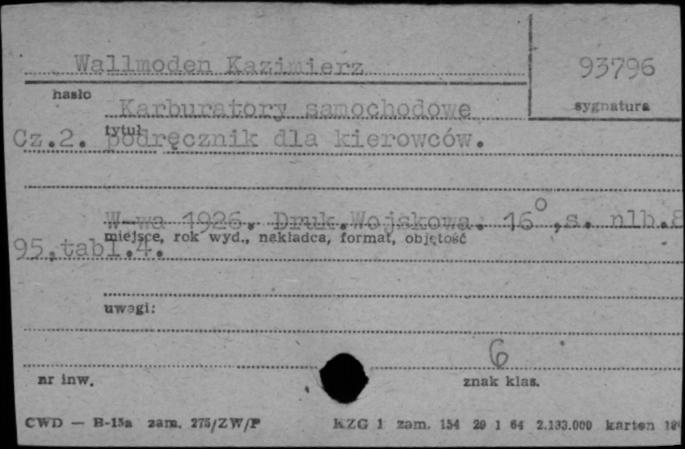 Wallmoden Kazimierz
93796
hasło
sygnatura
Karburatory samochodowe
tytuł
Cz.2. podręcznik dla kierowców.
W-wa 1926. Druk.Wojskowa. 16°,s. nlb.8
miejsce, rok wyd., nakładca, format, objętość
95,tabl.4.
uwagi:
6
nr inw.
znak klas.
CWD — B-15a zam. 275/ZW/P
KZG 1 zam. 154 29 1 64 2.133.000 karton